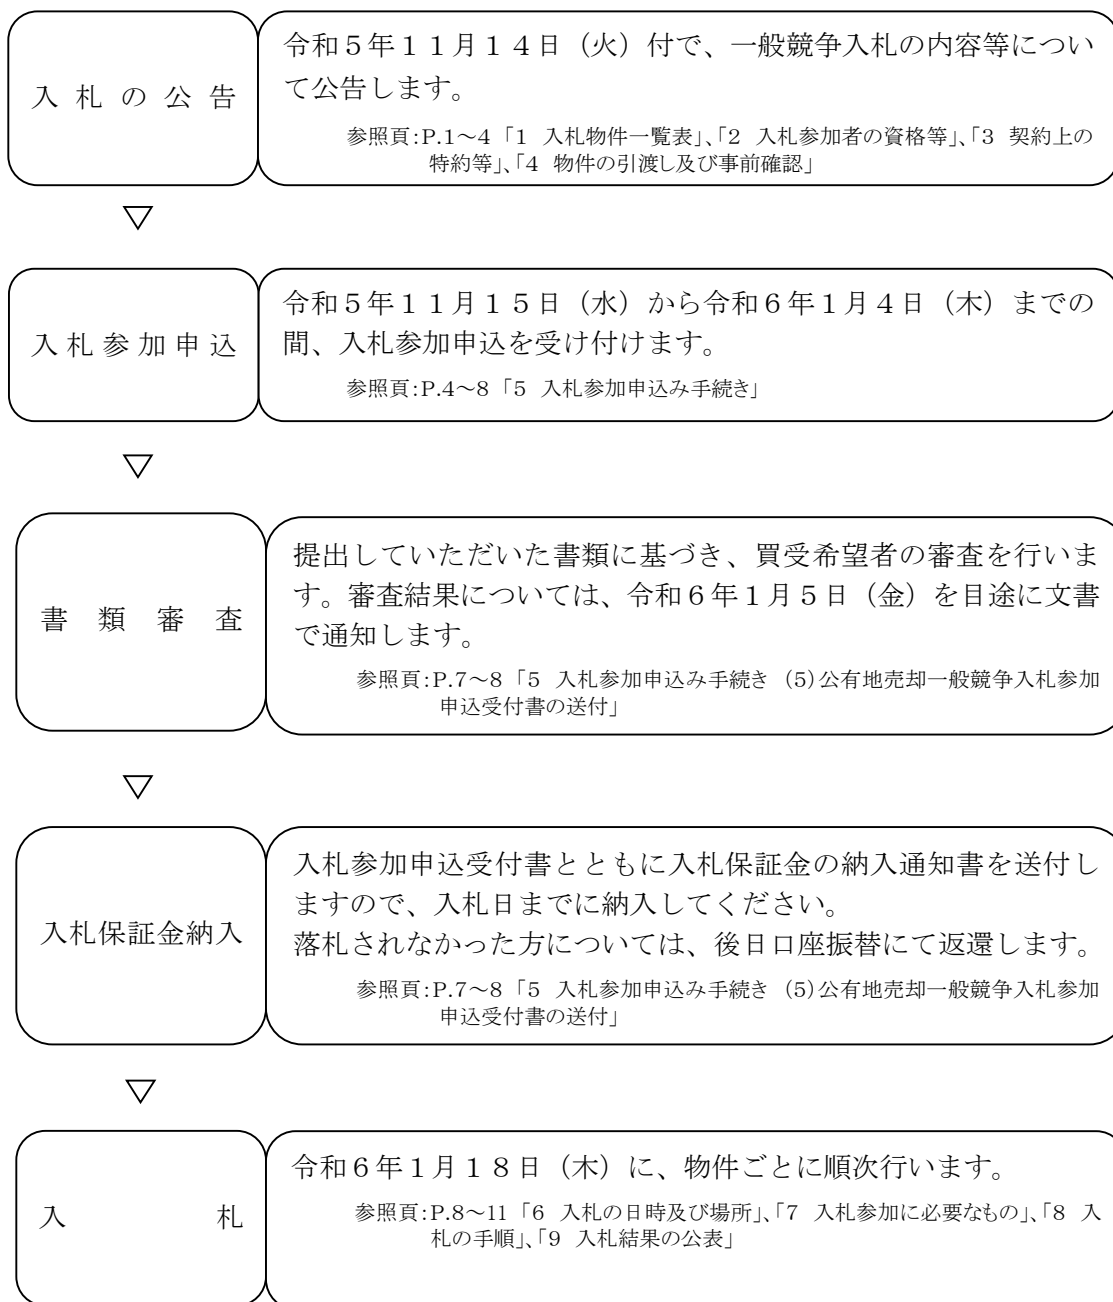 入札の公告
令和５年１１月１４日（火）付で、一般競争入札の内容等につい
て公告します。
参照頁:P.1～4「1 入札物件一覧表」、「2 入札参加者の資格等」、「3 契約上の
特約等」、「4 物件の引渡し及び事前確認」
▽
入札参加申込
令和５年１１月１５日（水）から令和６年１月４日（木）までの
間、入札参加申込を受け付けます。
参照頁:P.4～8「5 入札参加申込み手続き」
▽
書類審査
提出していただいた書類に基づき、買受希望者の審査を行いま
す。審査結果については、令和６年１月５日（金）を目途に文書
で通知します。
参照頁:P.7～8「5 入札参加申込み手続き (5)公有地売却一般競争入札参加
申込受付書の送付」
▽
入札保証金納入
入札参加申込受付書とともに入札保証金の納入通知書を送付し
ますので、入札日までに納入してください。
落札されなかった方については、後日口座振替にて返還します。
参照頁:P.7～8「5 入札参加申込み手続き (5)公有地売却一般競争入札参加
申込受付書の送付」
▽
入札
令和６年１月１８日（木）に、物件ごとに順次行います。
参照頁:P.8～11「6 入札の日時及び場所」、「7 入札参加に必要なもの」、「8 入
札の手順」、「9 入札結果の公表」